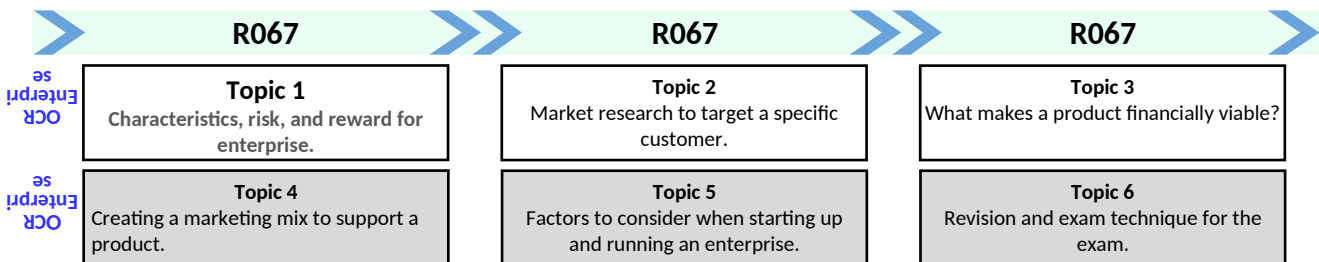 R067
R067
R067
OCR
Enterpri
se
Topic 1
Characteristics, risk, and reward for
enterprise.
Topic 2
Market research to target a specific
customer.
Topic 3
What makes a product financially viable?
OCR
Enterpri
se
Topic 4
Creating a marketing mix to support a
product.
Topic 5
Factors to consider when starting up
and running an enterprise.
Topic 6
Revision and exam technique for the
exam.